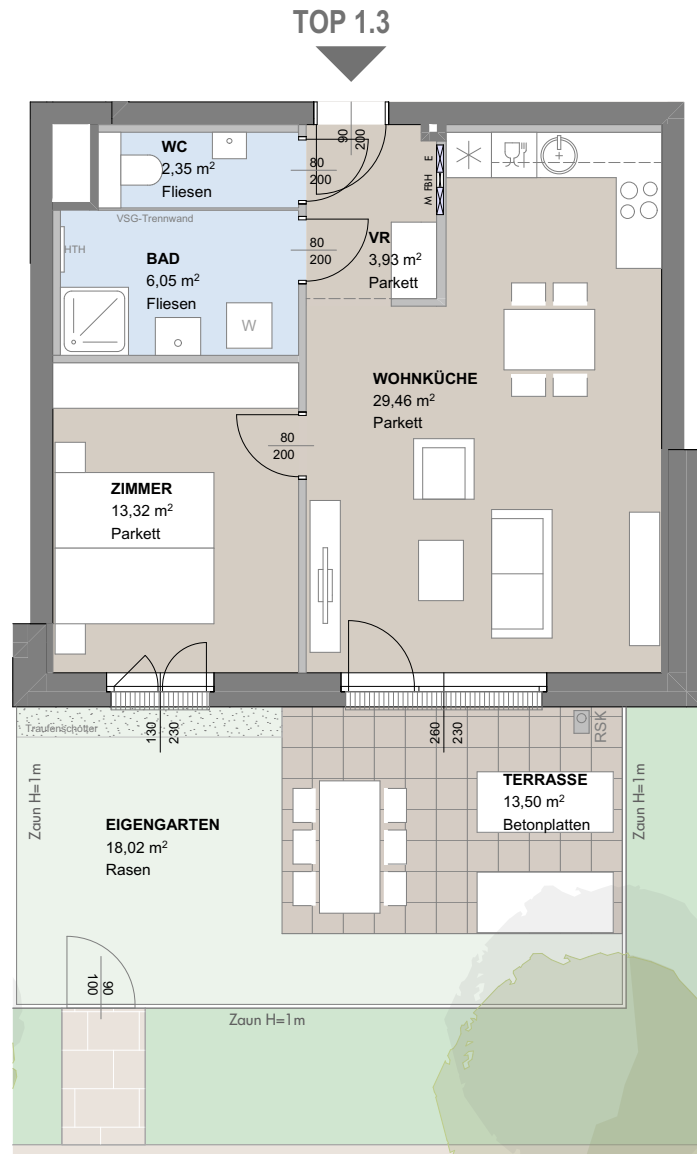 TOP 1.3
90
200
WC
2,35 m²
Fliesen
80
200
E
FBH
M
VSG-Trennwand
HTH
BAD
6,05 m²
Fliesen
80
200
VR
3,93 m²
Parkett
W
WOHNKÜCHE
29,46 m²
Parkett
80
200
ZIMMER
13,32 m²
Parkett
Traufenschotter
130
230
260
230
RSK
Zaun H=1m
TERRASSE
13,50 m²
Betonplatten
Zaun H=1m
EIGENGARTEN
18,02 m²
Rasen
90
100
Zaun H=1m